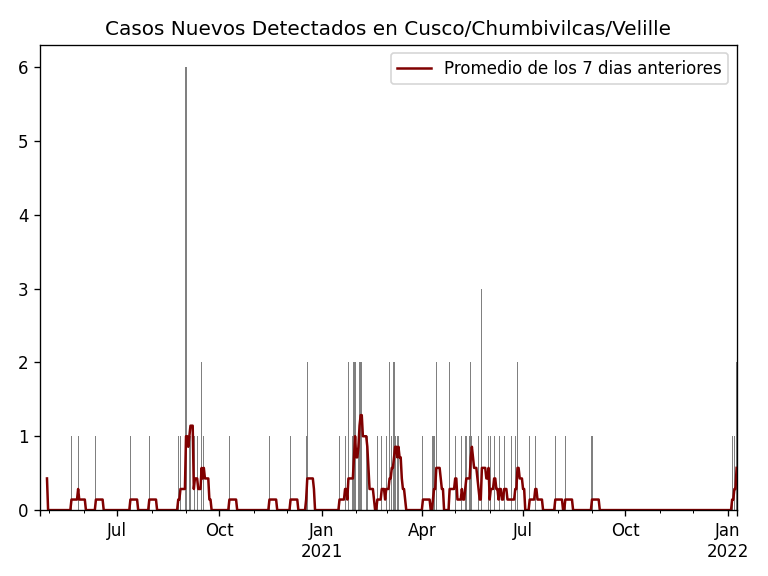 Casos Nuevos Detectados en Cusco/Chumbivilcas/Velille
Promedio de los 7 dias anteriores
6
5
4
3
2
1
0
Jul
Oct
Jan
2021
Apr
Jul
Oct
Jan
2022